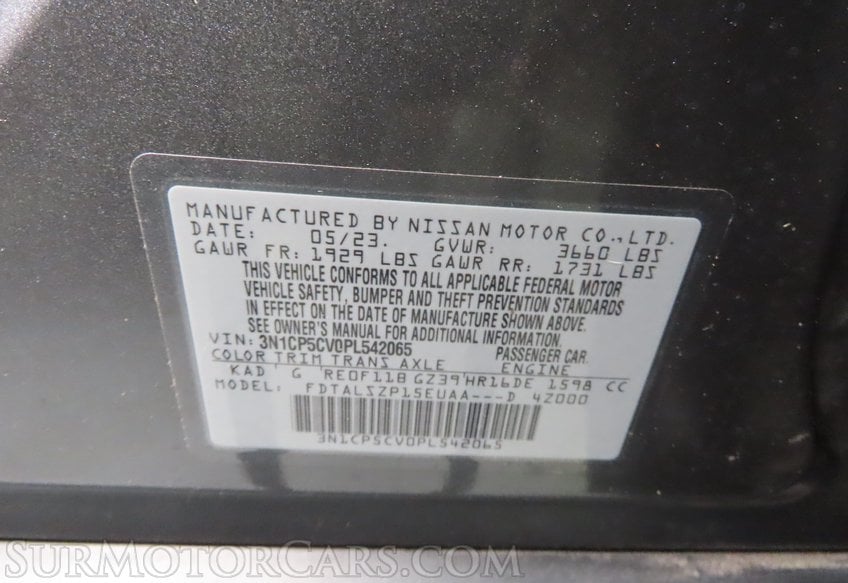 MANUFACTURED BY NISSAN MOTOR CO.,LTD.
DATE: 05/23. GVWR: 3660 LBS
GAWR FR: 1929 LBS GAWR RR: 1731 LBS
THIS VEHICLE CONFORMS TO ALL APPLICABLE FEDERAL MOTOR
VEHICLE SAFETY, BUMPER AND THEFT PREVENTION STANDARDS
IN EFFECT ON THE DATE OF MANUFACTURE SHOWN ABOVE.
SEE OWNER'S MANUAL FOR ADDITIONAL INFORMATION.
VIN: 3N1CP5CV0PL542065 PASSENGER CAR.
COLOR TRIM TRANS AXLE ENGINE
KAD G RE0F11B GZ39 HR16DE 1598 CC
MODEL: FDTALSZP15EUAA---D 4Z000
3N1CP5CV0PL542065
SURMOTORCARS.COM